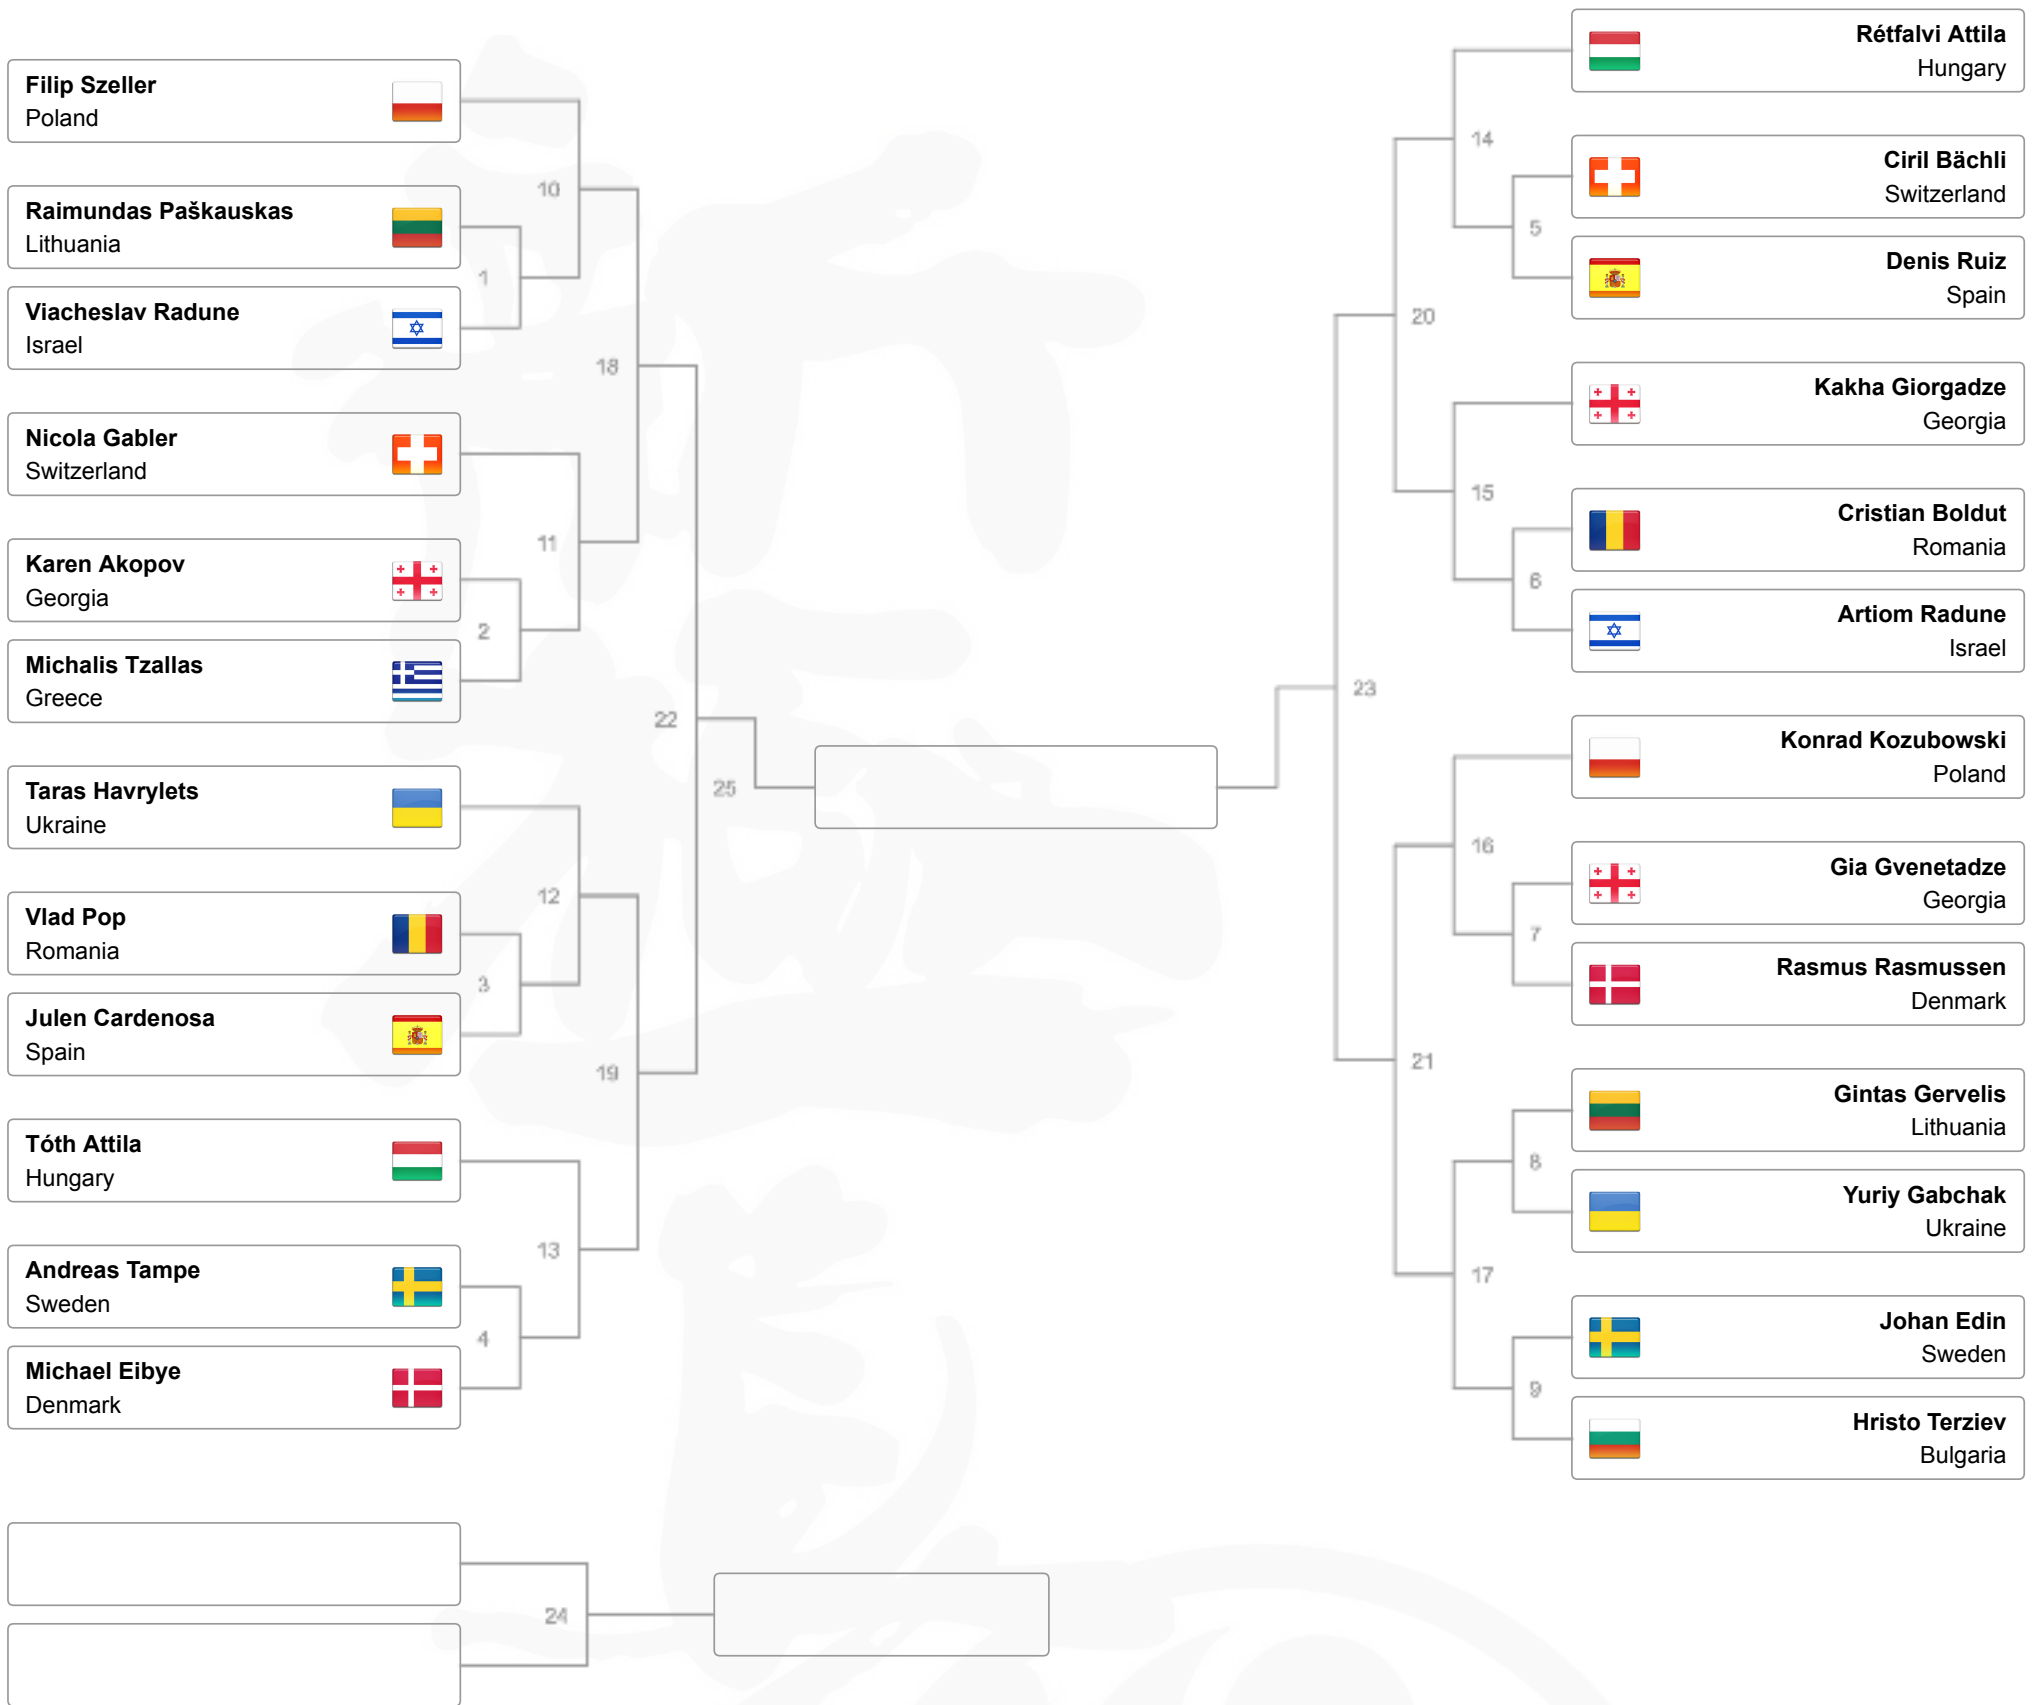 Filip Szeller
Poland
Raimundas Paškauskas
Lithuania
Viacheslav Radune
Israel
Nicola Gabler
Switzerland
Karen Akopov
Georgia
Michalis Tzallas
Greece
Taras Havrylets
Ukraine
Vlad Pop
Romania
Julen Cardenosa
Spain
Tóth Attila
Hungary
Andreas Tampe
Sweden
Michael Eibye
Denmark
1
2
3
4
10
11
12
13
18
19
22
25
24
23
20
21
14
15
16
17
5
6
7
8
9
Rétfalvi Attila
Hungary
Ciril Bächli
Switzerland
Denis Ruiz
Spain
Kakha Giorgadze
Georgia
Cristian Boldut
Romania
Artiom Radune
Israel
Konrad Kozubowski
Poland
Gia Gvenetadze
Georgia
Rasmus Rasmussen
Denmark
Gintas Gervelis
Lithuania
Yuriy Gabchak
Ukraine
Johan Edin
Sweden
Hristo Terziev
Bulgaria